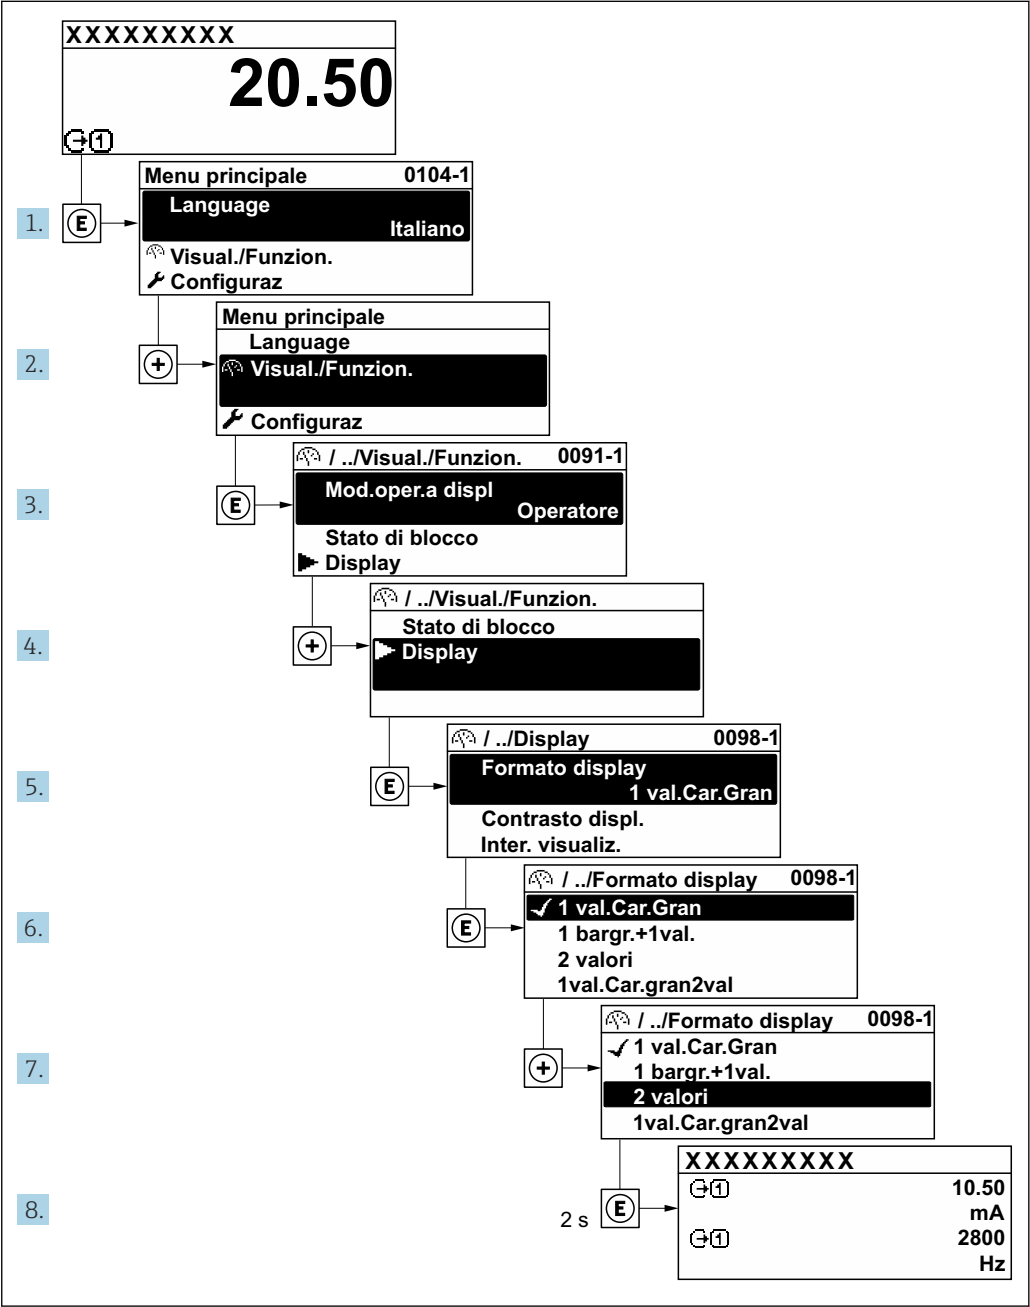 XXXXXXXXX
20.50
1
Menu principale 0104-1
Language
Italiano
1. E
Visual./Funzion.
Configuraz
Menu principale
Language
2. + Visual./Funzion.
Configuraz
/ ../Visual./Funzion. 0091-1
Mod.oper.a displ
3. E Operatore
Stato di blocco
Display
/ ../Visual./Funzion.
Stato di blocco
4. + Display
/ ../Display 0098-1
Formato display
5. E 1 val.Car.Gran
Contrasto displ.
Inter. visualiz.
/ ../Formato display 0098-1
1 val.Car.Gran
6. E 1 bargr.+1val.
2 valori
1val.Car.gran2val
/ ../Formato display 0098-1
1 val.Car.Gran
7. + 1 bargr.+1val.
2 valori
1val.Car.gran2val
XXXXXXXXX
1 10.50
8. 2 s E mA
1 2800
Hz